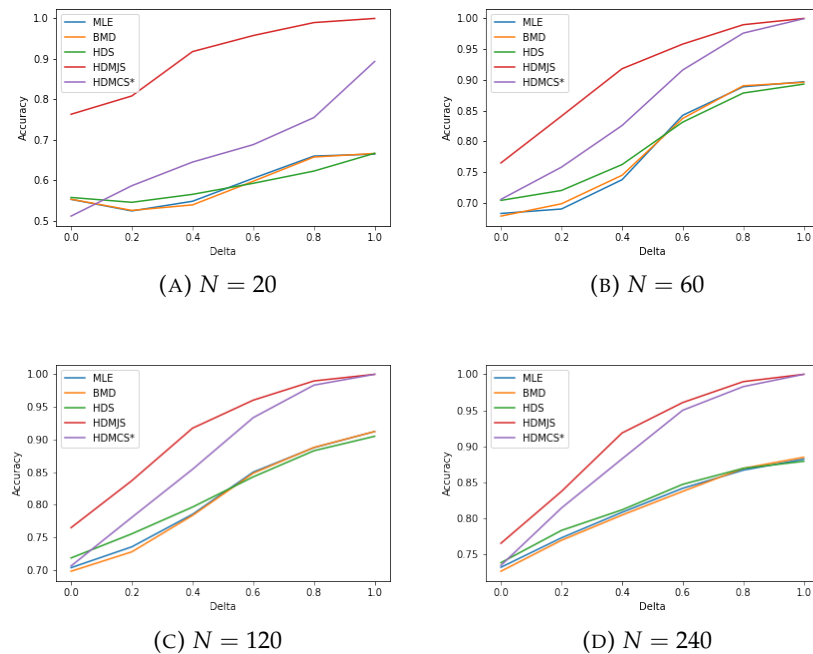 1.0
0.9
0.8
0.7
0.6
0.5
Accuracy
MLE
BMD
HDS
HDMJS
HDMCS*
0.0 0.2 0.4 0.6 0.8 1.0
Delta
(A) N = 20
1.00
0.95
0.90
0.85
0.80
0.75
0.70
Accuracy
MLE
BMD
HDS
HDMJS
HDMCS*
0.0 0.2 0.4 0.6 0.8 1.0
Delta
(B) N = 60
1.00
0.95
0.90
0.85
0.80
0.75
0.70
Accuracy
MLE
BMD
HDS
HDMJS
HDMCS*
0.0 0.2 0.4 0.6 0.8 1.0
Delta
(C) N = 120
1.00
0.95
0.90
0.85
0.80
0.75
Accuracy
MLE
BMD
HDS
HDMJS
HDMCS*
0.0 0.2 0.4 0.6 0.8 1.0
Delta
(D) N = 240